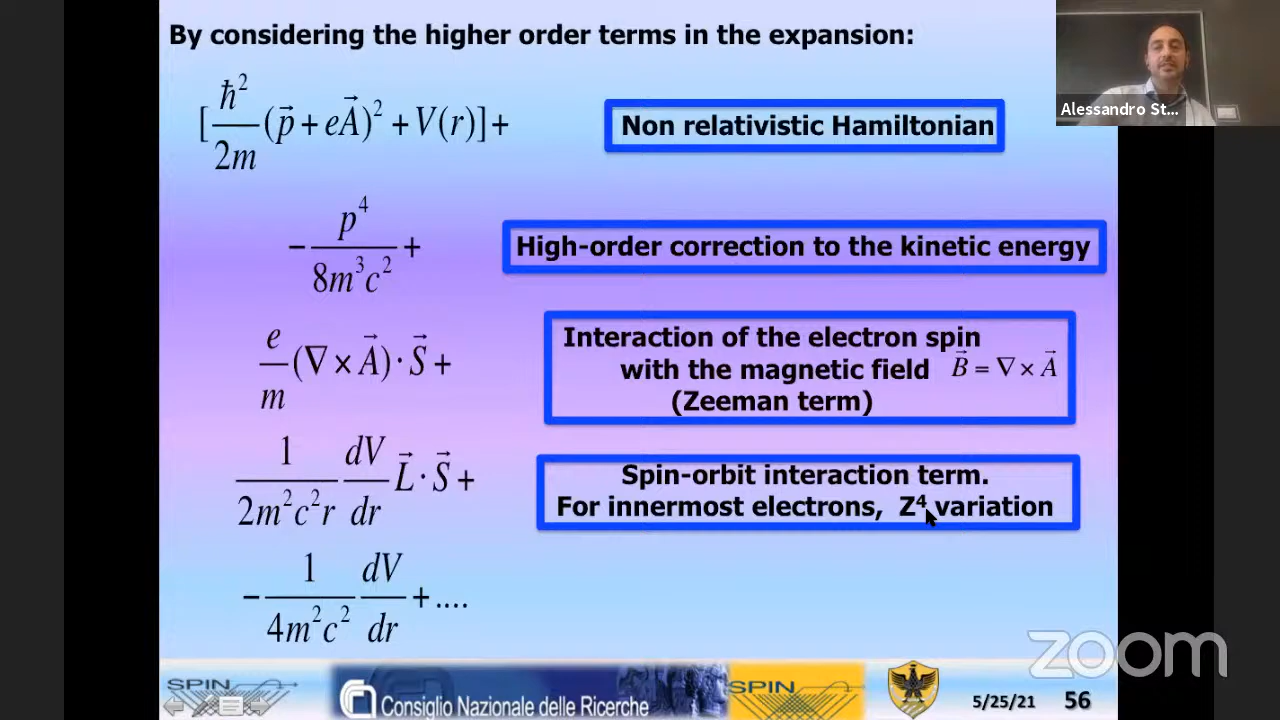 By considering the higher order terms in the expansion:
Alessandro St...
[ħ²/2m (p⃗ + eA⃗)² + V(r)] +
Non relativistic Hamiltonian
− p⁴/8m³c² +
High-order correction to the kinetic energy
e/m (∇ × A⃗) · S⃗ +
Interaction of the electron spin
with the magnetic field B⃗ = ∇ × A⃗
(Zeeman term)
1/2m²c²r dV/dr L⃗ · S⃗ +
Spin-orbit interaction term.
For innermost electrons, Z⁴ variation
− 1/4m²c² dV/dr + ....
zoom
SPIN
Consiglio Nazionale delle Ricerche
SPIN
5/25/21 56